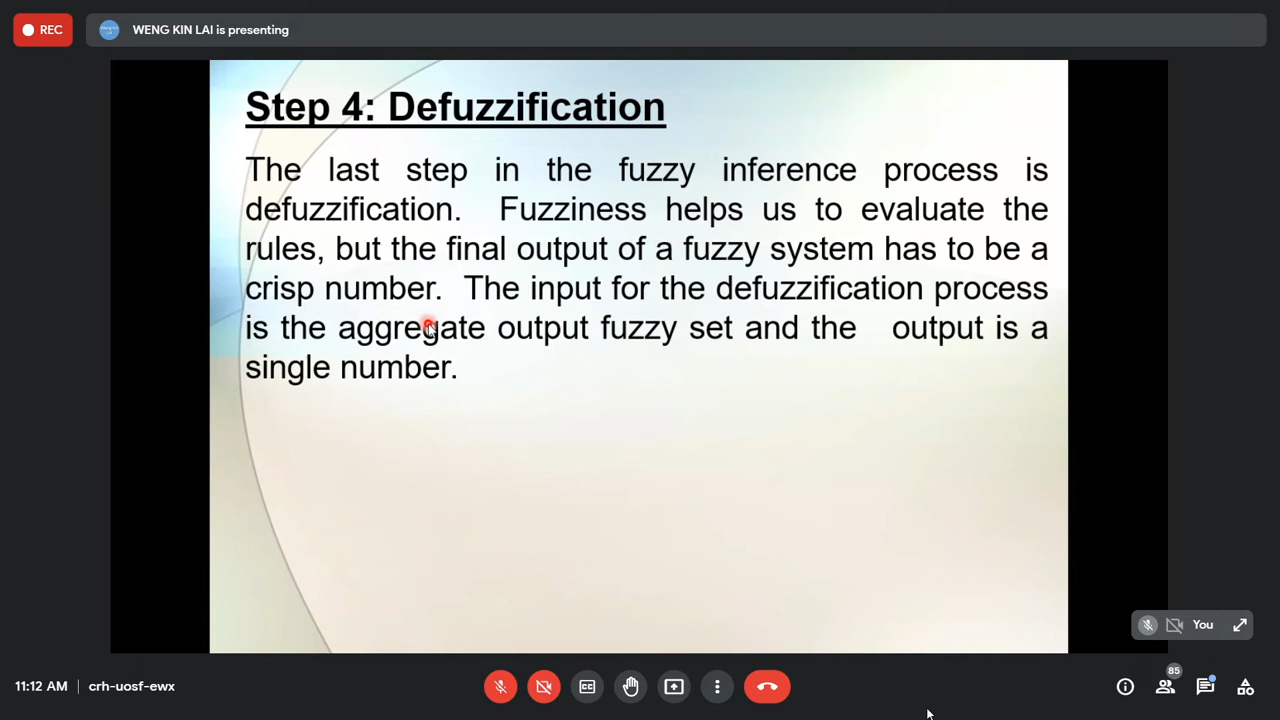 REC
WENG KIN LAI is presenting
Step 4: Defuzzification
The last step in the fuzzy inference process is
defuzzification. Fuzziness helps us to evaluate the
rules, but the final output of a fuzzy system has to be a
crisp number. The input for the defuzzification process
is the aggregate output fuzzy set and the output is a
single number.
You
11:12 AM | crh-uosf-ewx
85